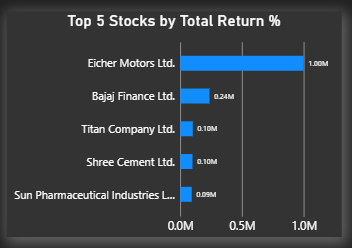 Top 5 Stocks by Total Return %
Eicher Motors Ltd.
1.00M
Bajaj Finance Ltd.
0.24M
Titan Company Ltd.
0.10M
Shree Cement Ltd.
0.10M
Sun Pharmaceutical Industries L...
0.09M
0.0M 0.5M 1.0M